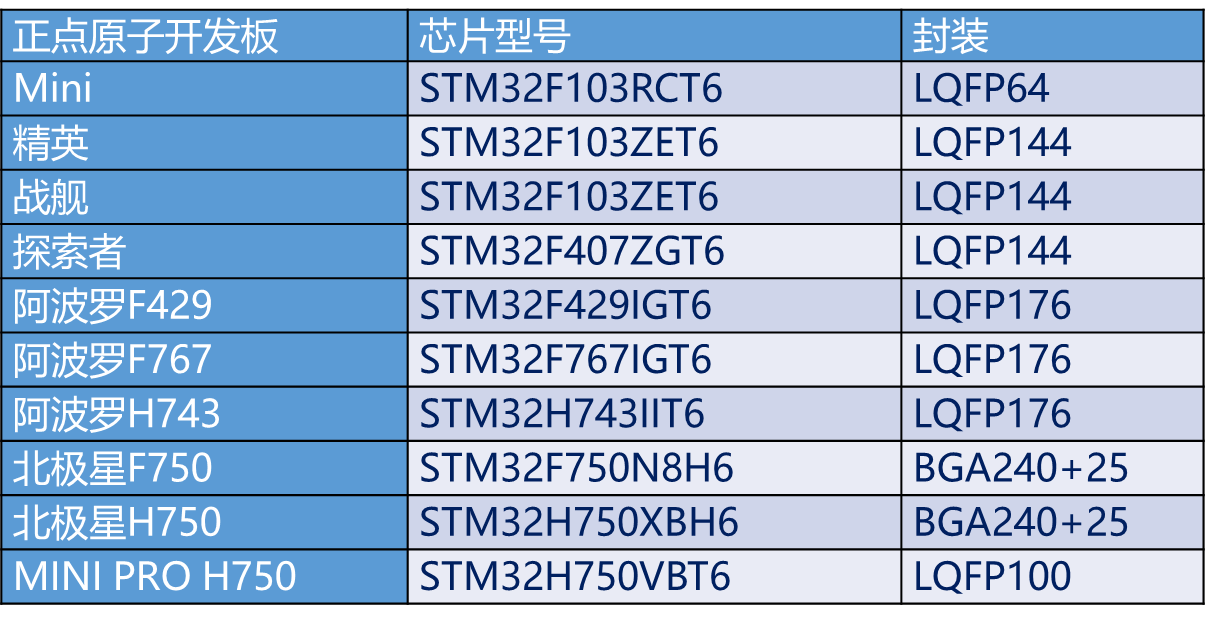 正点原子开发板 芯片型号 封装
Mini STM32F103RCT6 LQFP64
精英 STM32F103ZET6 LQFP144
战舰 STM32F103ZET6 LQFP144
探索者 STM32F407ZGT6 LQFP144
阿波罗F429 STM32F429IGT6 LQFP176
阿波罗F767 STM32F767IGT6 LQFP176
阿波罗H743 STM32H743IIT6 LQFP176
北极星F750 STM32F750N8H6 BGA240+25
北极星H750 STM32H750XBH6 BGA240+25
MINI PRO H750 STM32H750VBT6 LQFP100